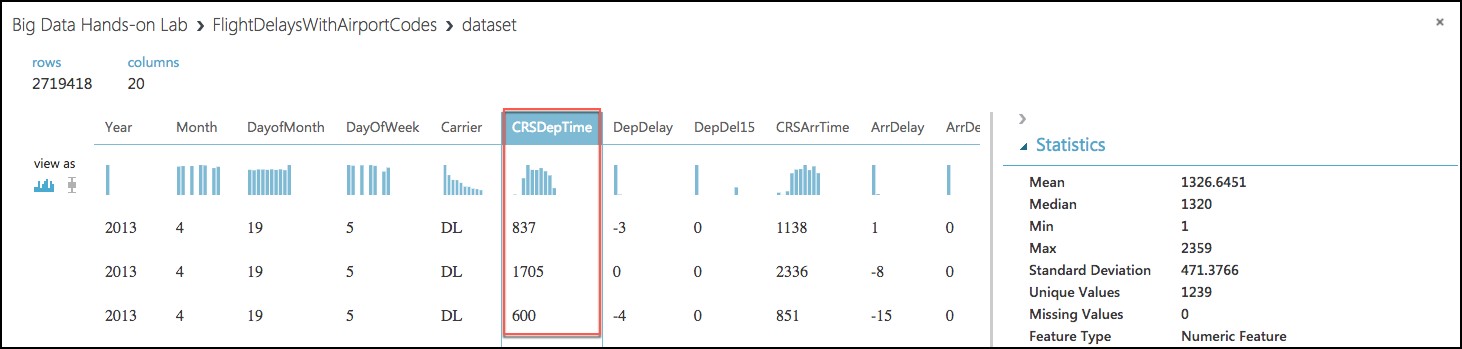 Big Data Hands-on Lab > FlightDelaysWithAirportCodes > dataset ×
rows columns
2719418 20
Year Month DayofMonth DayOfWeek Carrier CRSDepTime DepDelay DepDel15 CRSArrTime ArrDelay ArrDe
view as
2013 4 19 5 DL 837 -3 0 1138 1 0
2013 4 19 5 DL 1705 0 0 2336 -8 0
2013 4 19 5 DL 600 -4 0 851 -15 0
Statistics
Mean 1326.6451
Median 1320
Min 1
Max 2359
Standard Deviation 471.3766
Unique Values 1239
Missing Values 0
Feature Type Numeric Feature